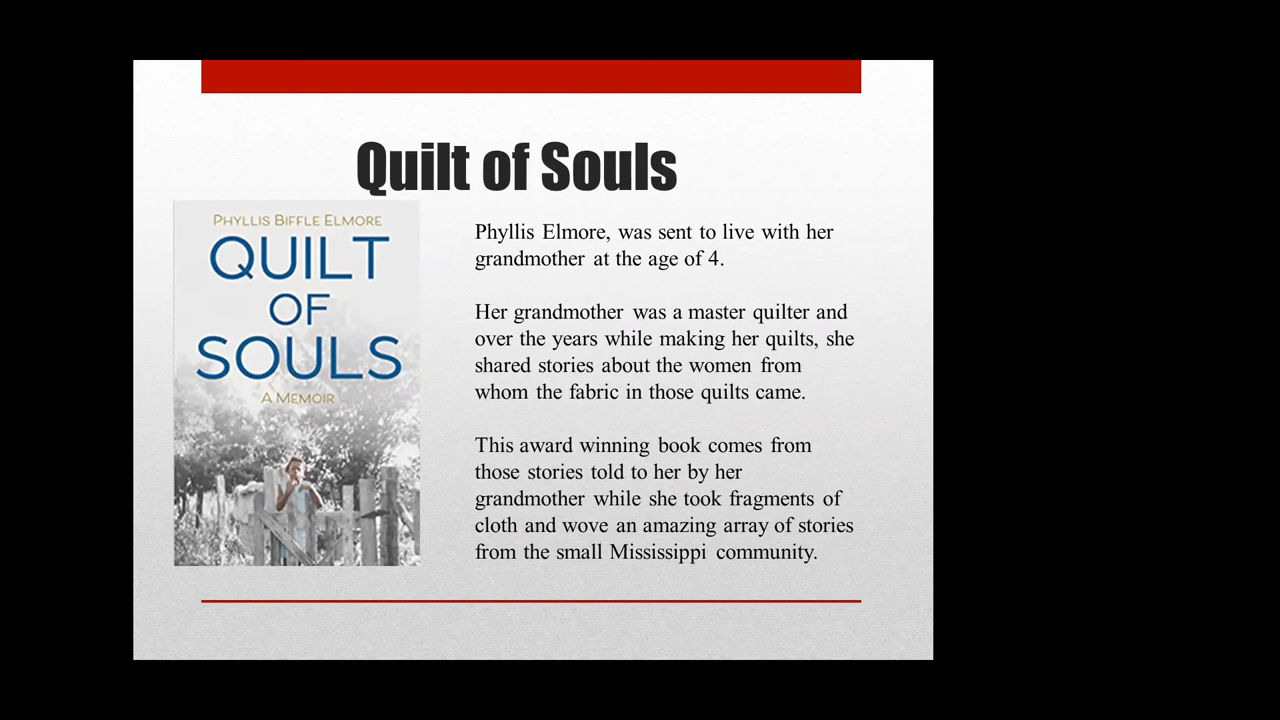 Quilt of Souls
PHYLLIS BIFFLE ELMORE
QUILT
OF
SOULS
A MEMOIR
Phyllis Elmore, was sent to live with her
grandmother at the age of 4.
Her grandmother was a master quilter and
over the years while making her quilts, she
shared stories about the women from
whom the fabric in those quilts came.
This award winning book comes from
those stories told to her by her
grandmother while she took fragments of
cloth and wove an amazing array of stories
from the small Mississippi community.